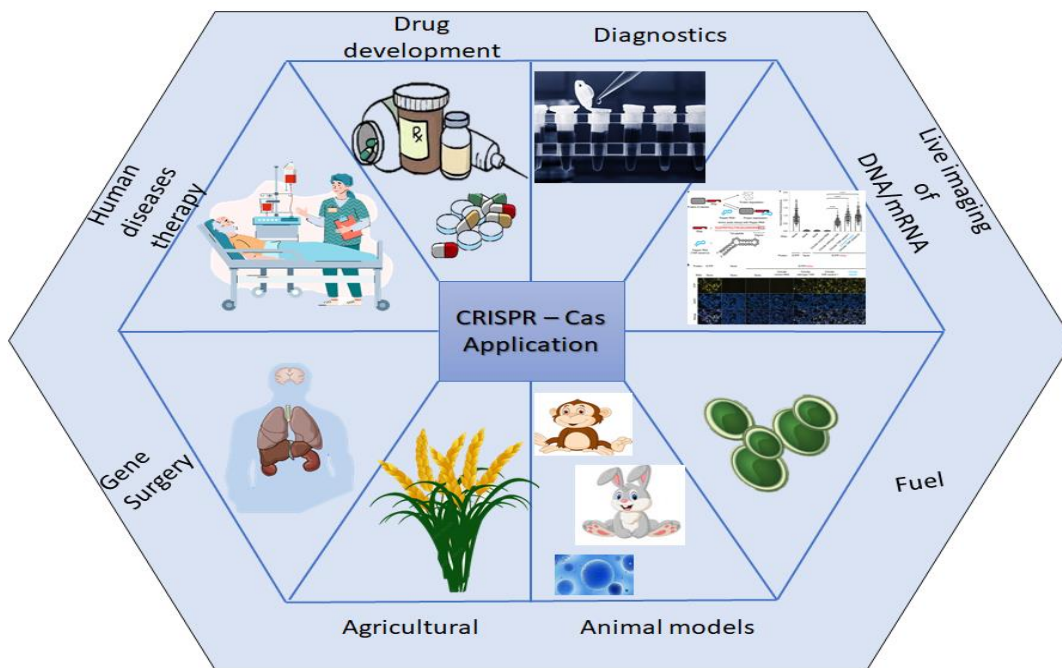 Drug
development
Diagnostics
Human
diseases
therapy
Live imaging
of
DNA/mRNA
Rx
CRISPR – Cas
Application
Gene
Surgery
Fuel
Agricultural
Animal models